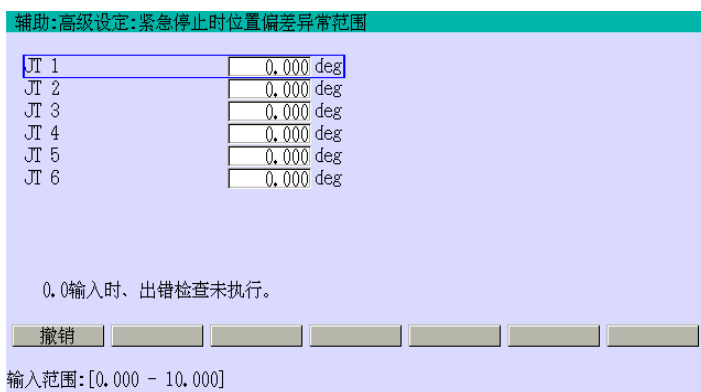 辅助:高级设定:紧急停止时位置偏差异常范围
JT 1 0.000 deg
JT 2 0.000 deg
JT 3 0.000 deg
JT 4 0.000 deg
JT 5 0.000 deg
JT 6 0.000 deg
0.0输入时、出错检查未执行。
撤销
输入范围:[0.000 - 10.000]